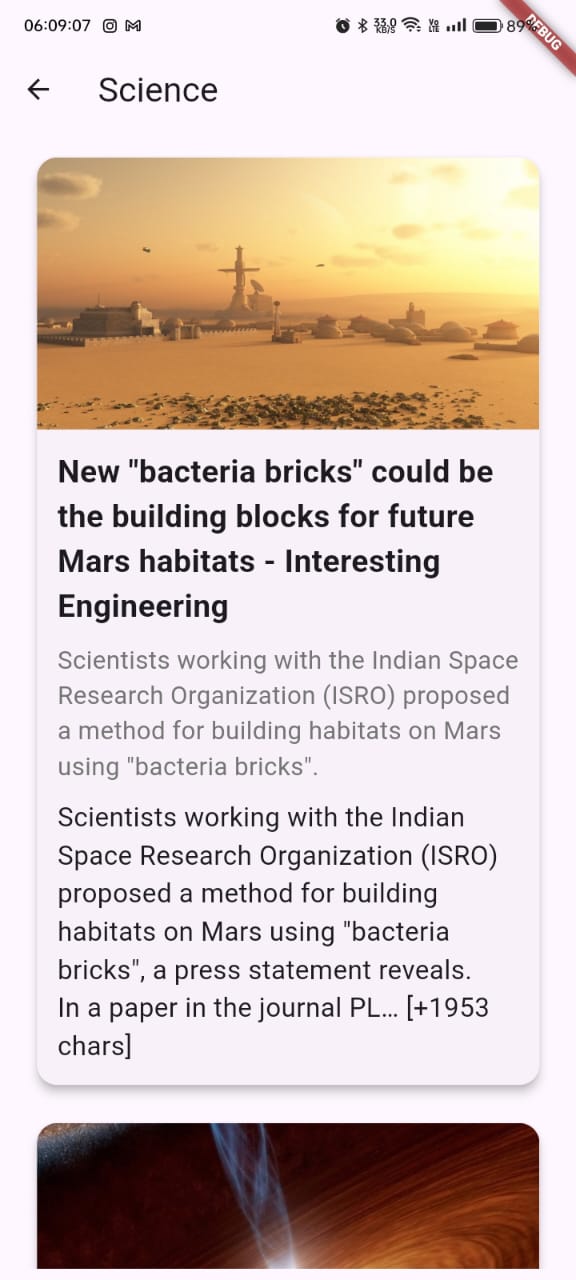 06:09:07 33.0 KB/S Vo LTE 89%
DEBUG
Science
New "bacteria bricks" could be
the building blocks for future
Mars habitats - Interesting
Engineering
Scientists working with the Indian Space
Research Organization (ISRO) proposed
a method for building habitats on Mars
using "bacteria bricks".
Scientists working with the Indian
Space Research Organization (ISRO)
proposed a method for building
habitats on Mars using "bacteria
bricks", a press statement reveals.
In a paper in the journal PL… [+1953
chars]